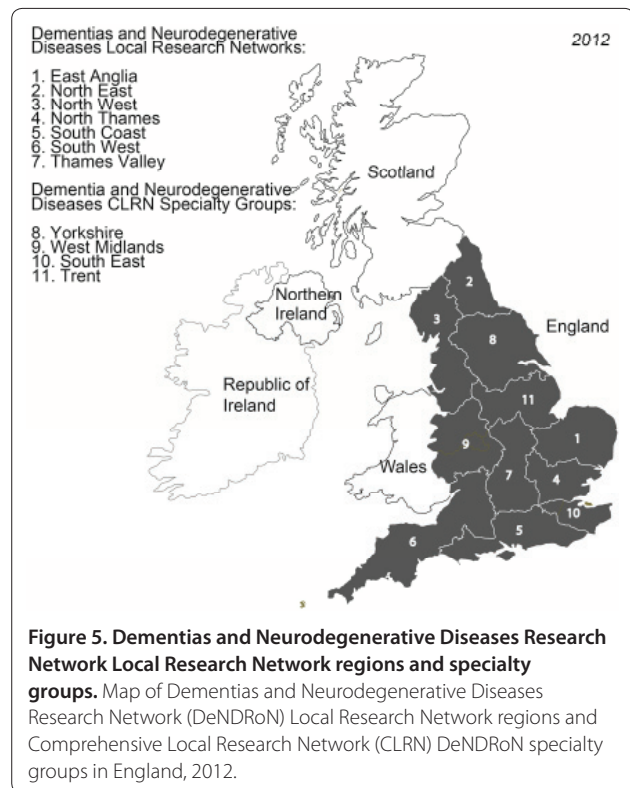 Dementias and Neurodegenerative
Diseases Local Research Networks:
2012
1. East Anglia
2. North East
3. North West
4. North Thames
5. South Coast
6. South West
7. Thames Valley
Dementia and Neurodegenerative
Diseases CLRN Specialty Groups:
8. Yorkshire
9. West Midlands
10. South East
11. Trent
Scotland
2
Northern
Ireland
3
England
8
Republic of
Ireland
11
1
9
Wales
7
4
10
5
6
Figure 5. Dementias and Neurodegenerative Diseases Research
Network Local Research Network regions and specialty
groups. Map of Dementias and Neurodegenerative Diseases
Research Network (DeNDRoN) Local Research Network regions and
Comprehensive Local Research Network (CLRN) DeNDRoN specialty
groups in England, 2012.